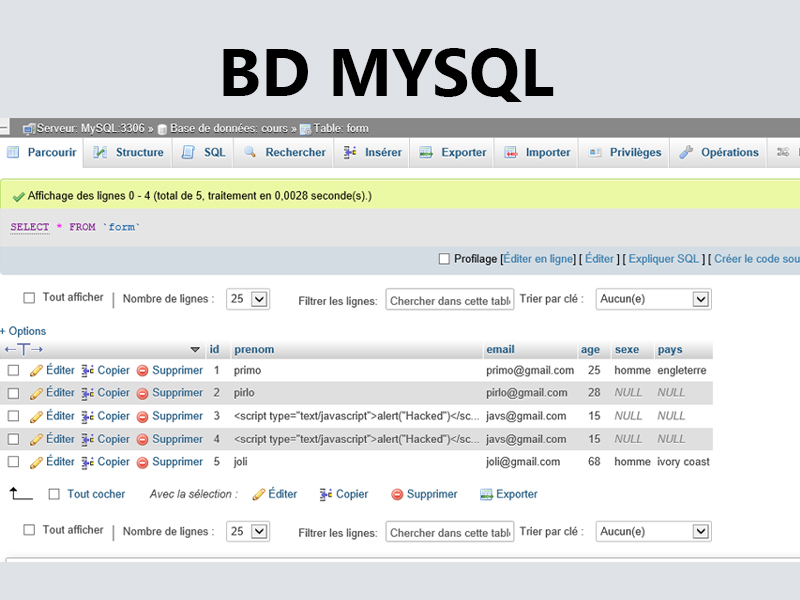 BD MYSQL
Serveur: MySQL:3306 » Base de données: cours » Table: form
Parcourir Structure SQL Rechercher Insérer Exporter Importer Privilèges Opérations
Affichage des lignes 0 - 4 (total de 5, traitement en 0,0028 seconde(s).)
SELECT * FROM `form`
Profilage [Éditer en ligne] [ Éditer ] [ Expliquer SQL ] [ Créer le code sou
Tout afficher | Nombre de lignes : 25 Filtrer les lignes: Chercher dans cette table Trier par clé : Aucun(e)
+ Options
←T→ id prenom email age sexe pays
Éditer Copier Supprimer 1 primo primo@gmail.com 25 homme engleterre
Éditer Copier Supprimer 2 pirlo pirlo@gmail.com 28 NULL NULL
Éditer Copier Supprimer 3 <script type="text/javascript">alert("Hacked")</sc... javs@gmail.com 15 NULL NULL
Éditer Copier Supprimer 4 <script type="text/javascript">alert("Hacked")</sc... javs@gmail.com 15 NULL NULL
Éditer Copier Supprimer 5 joli joli@gmail.com 68 homme ivory coast
Tout cocher Avec la sélection : Éditer Copier Supprimer Exporter
Tout afficher | Nombre de lignes : 25 Filtrer les lignes: Chercher dans cette table Trier par clé : Aucun(e)